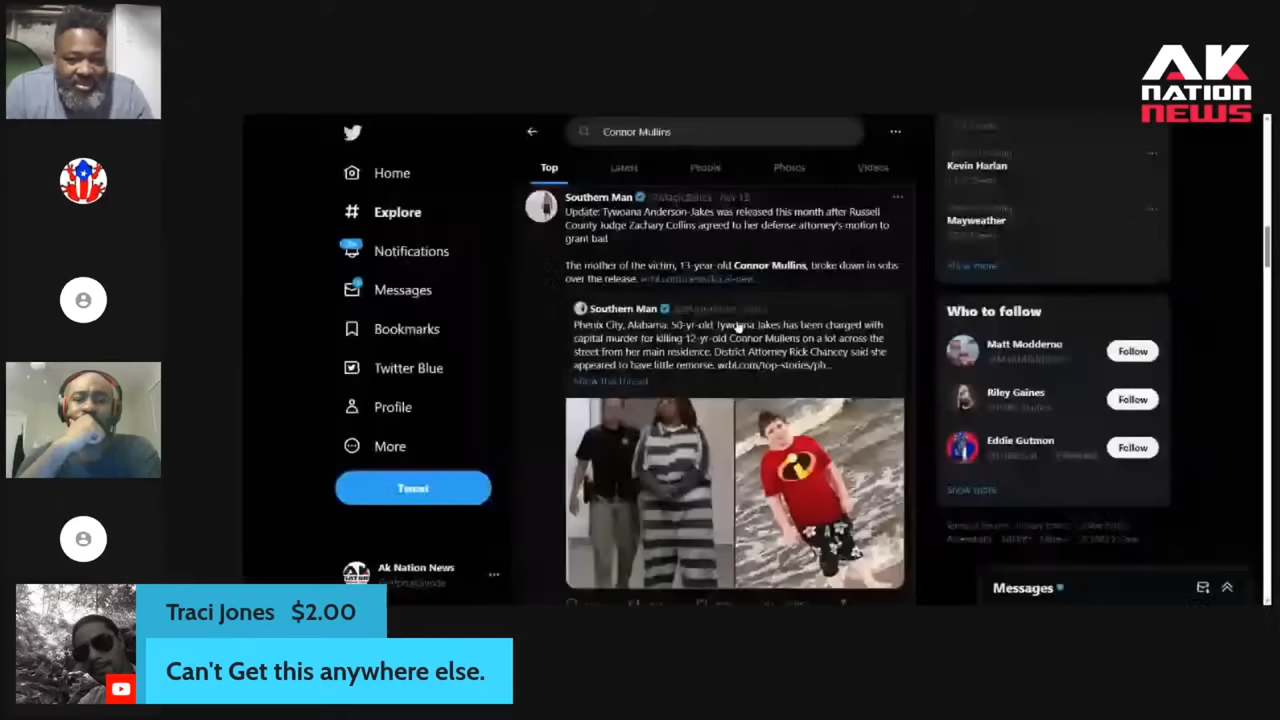 AK
NATION
NEWS
Connor Mullins
Home
Explore
Notifications
Messages
Bookmarks
Twitter Blue
Profile
More
Tweet
Ak Nation News
Top
Latest
People
Photos
Videos
Southern Man
Update: Tywoana Anderson-Jakes was released this month after Russell
County Judge Zachary Collins agreed to her defense attorney's motion to
grant bail
The mother of the victim, 13-year-old Connor Mullins, broke down in sobs
over the release.
Southern Man
Phenix City, Alabama: 50-yr-old Tywoana Jakes has been charged with
capital murder for killing 12-yr-old Connor Mullens on a lot across the
street from her main residence. District Attorney Rick Chancey said she
appeared to have little remorse. wrbl.com/top-stories/ph...
Show this thread
Kevin Harlan
Mayweather
Show more
Who to follow
Matt Modderno
Follow
Riley Gaines
Follow
Eddie Gutmon
Follow
Show more
Messages
Traci Jones $2.00
Can't Get this anywhere else.